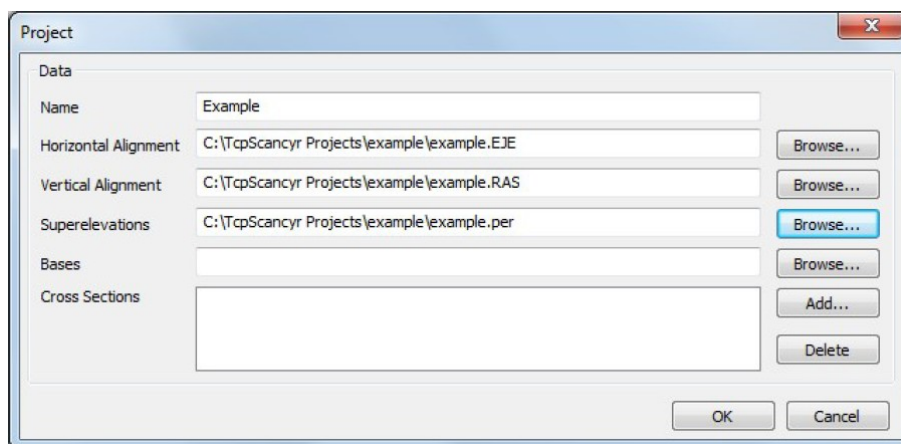 Project
Data
Name Example
Horizontal Alignment C:\TcpScancyr Projects\example\example.EJE Browse...
Vertical Alignment C:\TcpScancyr Projects\example\example.RAS Browse...
Superelevations C:\TcpScancyr Projects\example\example.per Browse...
Bases Browse...
Cross Sections Add...
Delete
OK Cancel